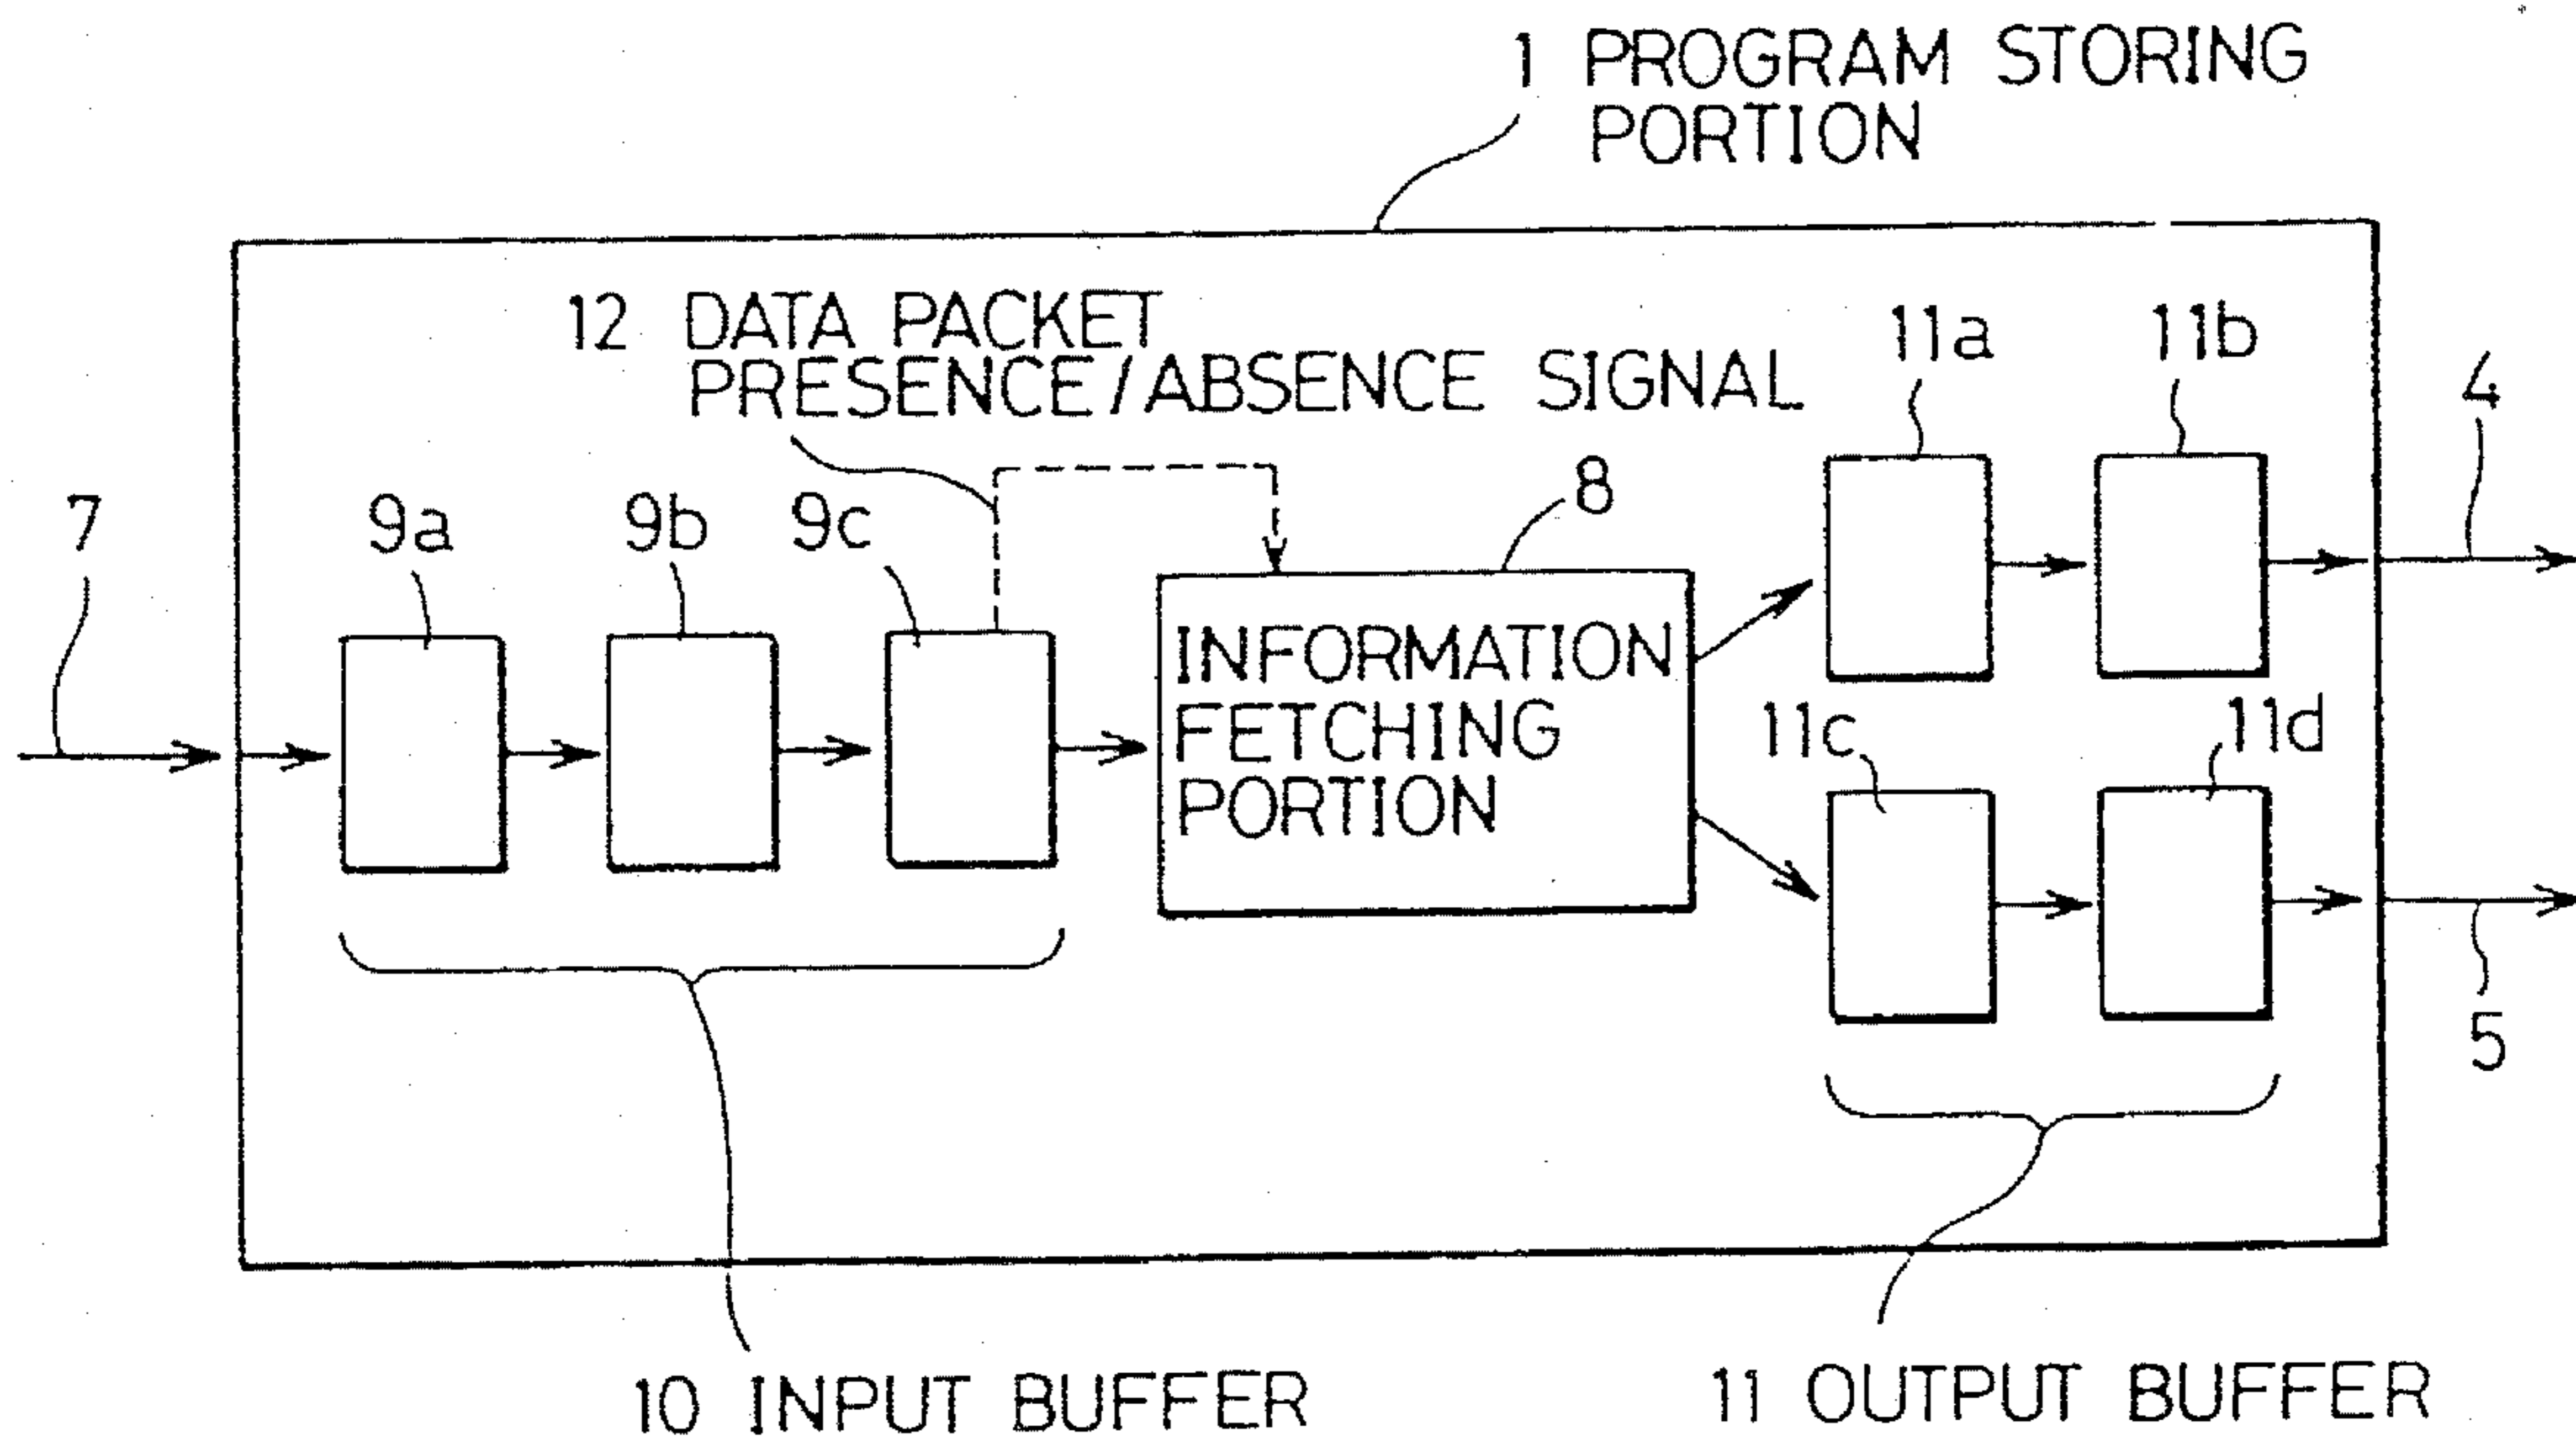 1 PROGRAM STORING
PORTION
12 DATA PACKET
PRESENCE/ABSENCE SIGNAL
11a
11b
4
7
9a
9b
9c
8
INFORMATION
FETCHING
PORTION
11c
11d
5
10 INPUT BUFFER
11 OUTPUT BUFFER